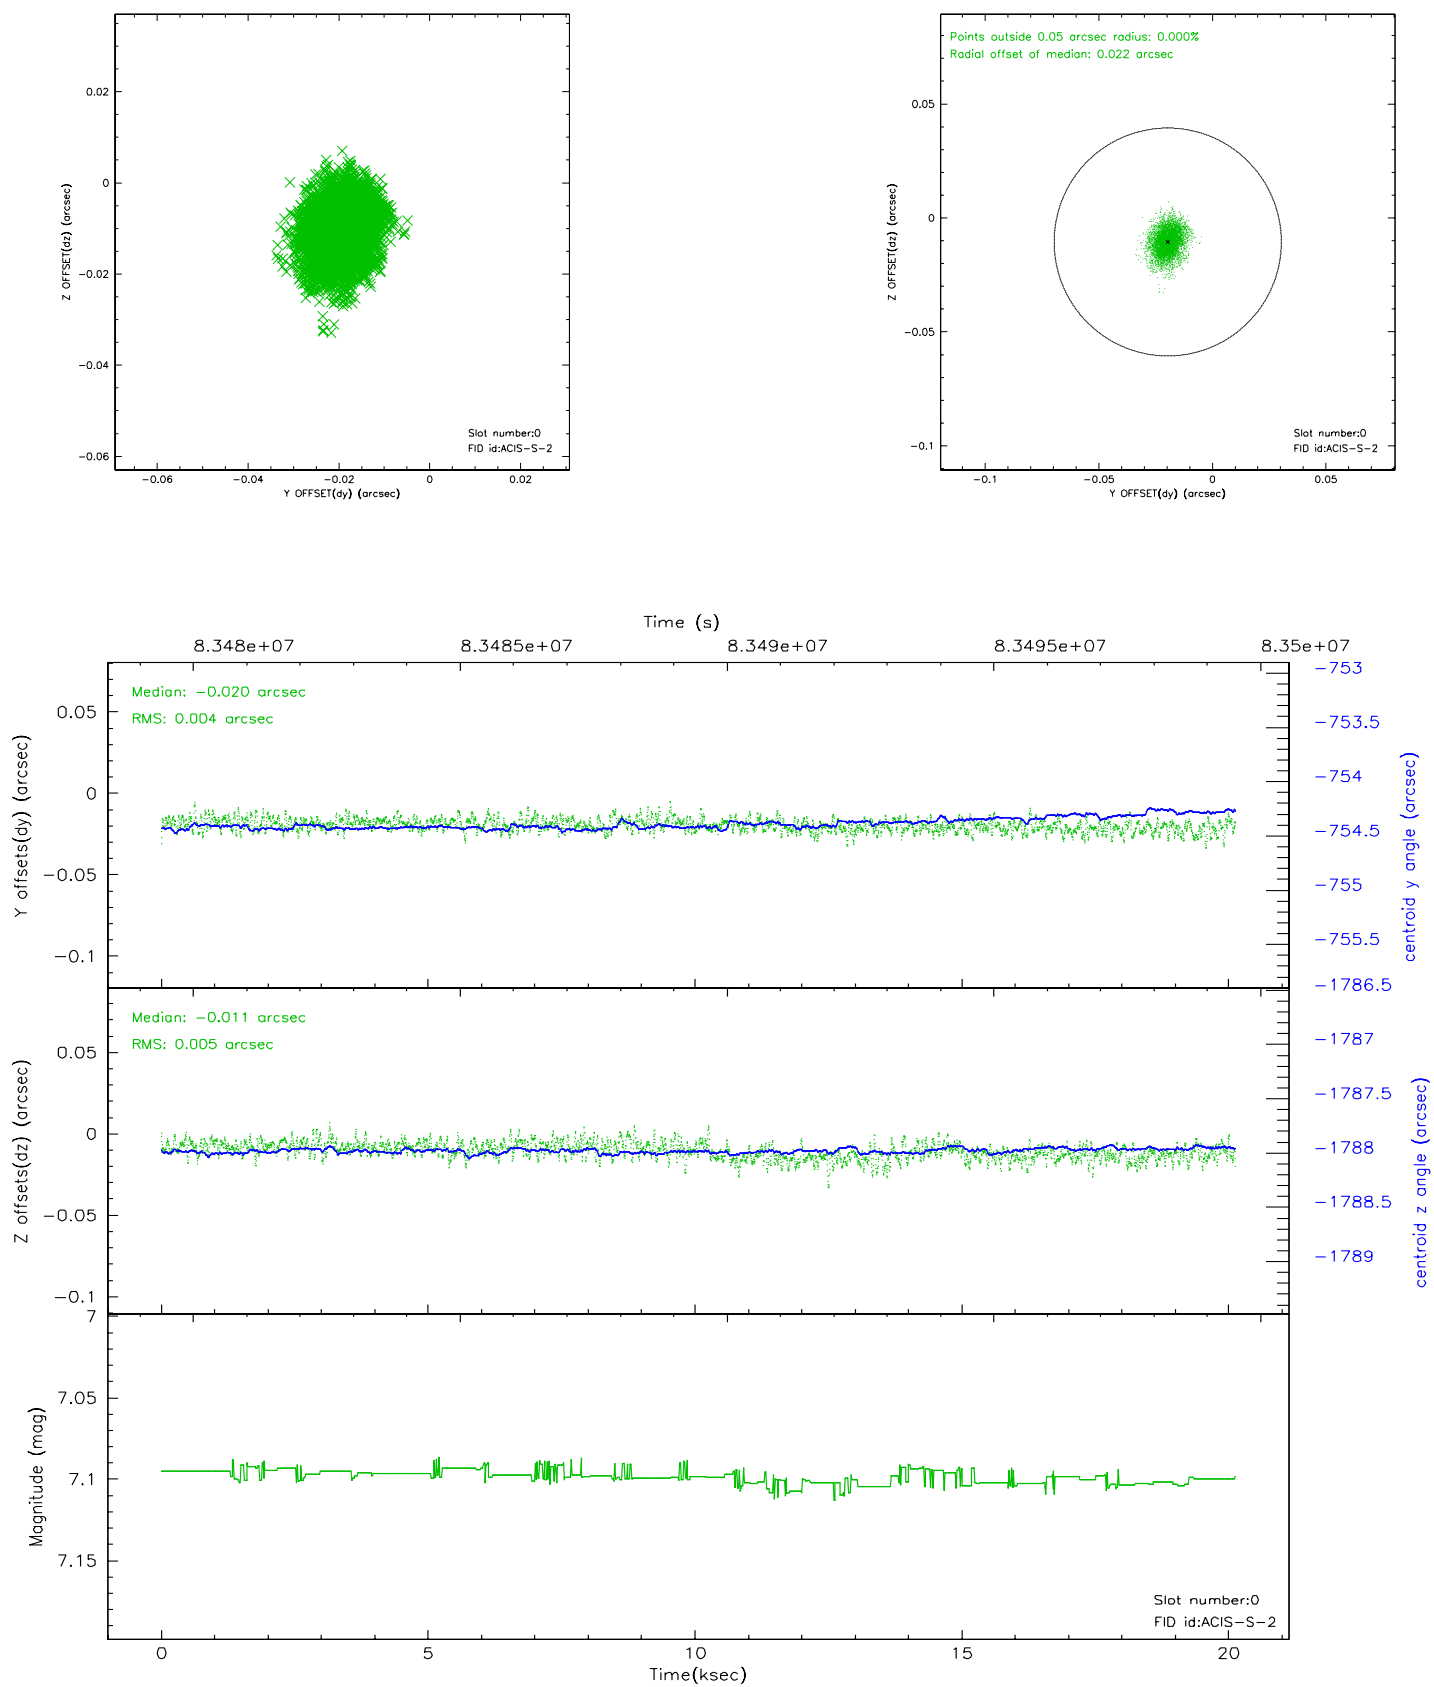 0.02
0
−0.02
−0.04
−0.06
Z OFFSET(dz) (arcsec)
−0.06
−0.04
−0.02
0
0.02
Y OFFSET(dy) (arcsec)
Slot number:0
FID id:ACIS−S−2
Points outside 0.05 arcsec radius: 0.000%
Radial offset of median: 0.022 arcsec
0.05
0
−0.05
−0.1
Z OFFSET(dz) (arcsec)
−0.1
−0.05
0
0.05
Y OFFSET(dy) (arcsec)
Slot number:0
FID id:ACIS−S−2
Time (s)
8.348e+07
8.3485e+07
8.349e+07
8.3495e+07
8.35e+07
Median: −0.020 arcsec
RMS: 0.004 arcsec
0.05
0
−0.05
−0.1
Y offsets(dy) (arcsec)
−753
−753.5
−754
−754.5
−755
−755.5
centroid y angle (arcsec)
Median: −0.011 arcsec
RMS: 0.005 arcsec
0.05
0
−0.05
−0.1
Z offsets(dz) (arcsec)
−1786.5
−1787
−1787.5
−1788
−1788.5
−1789
centroid z angle (arcsec)
7
7.05
7.1
7.15
Magnitude (mag)
Slot number:0
FID id:ACIS−S−2
0
5
10
15
20
Time(ksec)